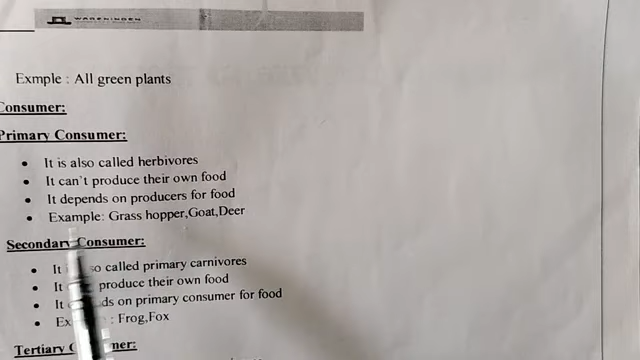 WARENINGEN
Exmple : All green plants
Consumer:
Primary Consumer:
• It is also called herbivores
• It can't produce their own food
• It depends on producers for food
• Example: Grass hopper,Goat,Deer
Secondary Consumer:
• It so called primary carnivores
• It produce their own food
• It ds on primary consumer for food
• Ex : Frog,Fox
Tertiary C mer: